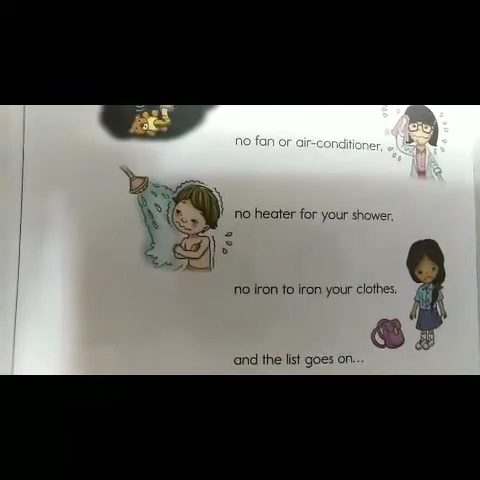 no fan or air-conditioner,
no heater for your shower,
no iron to iron your clothes,
and the list goes on...